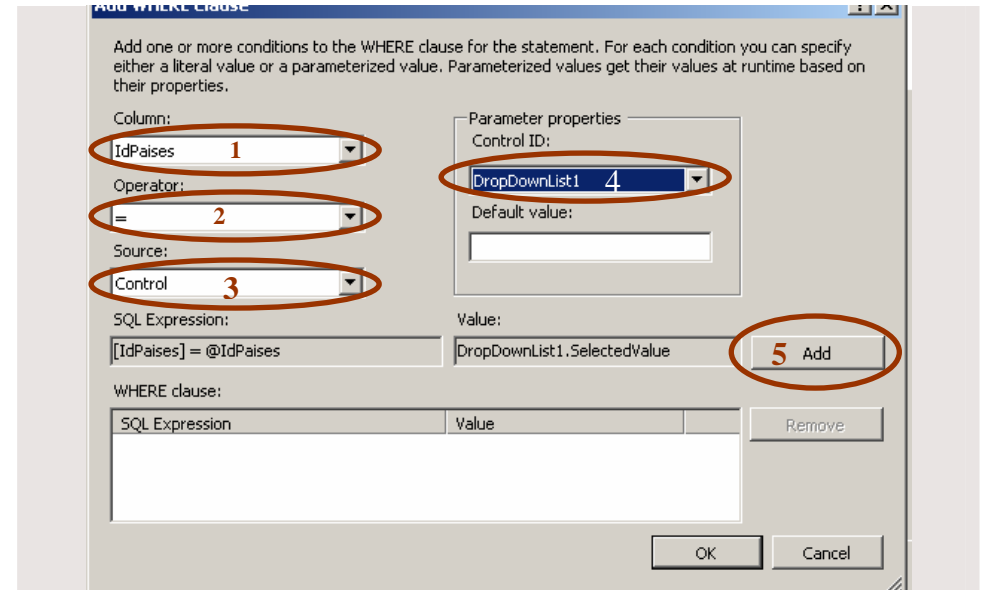 Add WHERE Clause
Add one or more conditions to the WHERE clause for the statement. For each condition you can specify
either a literal value or a parameterized value. Parameterized values get their values at runtime based on
their properties.
Column:
IdPaises 1
Operator:
= 2
Source:
Control 3
Parameter properties
Control ID:
DropDownList1 4
Default value:
SQL Expression:
[IdPaises] = @IdPaises
Value:
DropDownList1.SelectedValue
5 Add
WHERE clause:
SQL Expression Value
Remove
OK Cancel